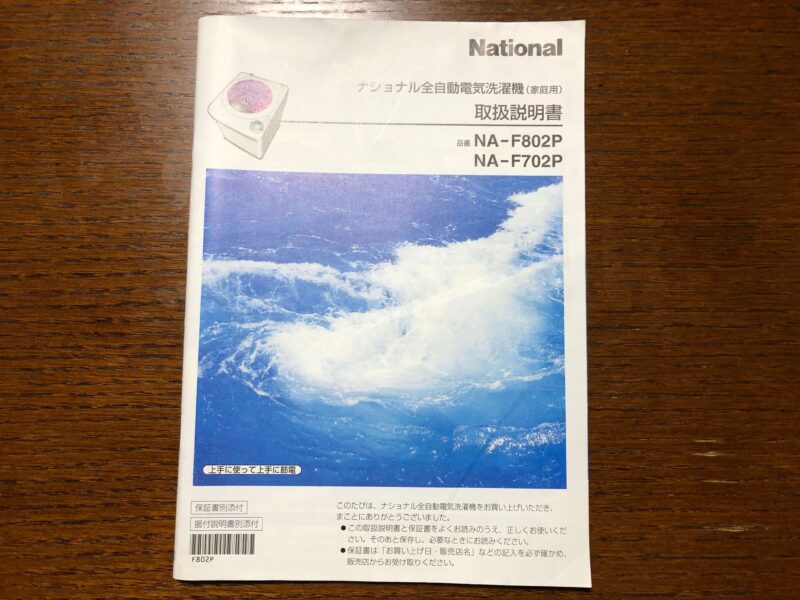 National
ナショナル全自動電気洗濯機(家庭用)
取扱説明書
品番 NA-F802P
NA-F702P
上手に使って上手に節電
保証書別添付
据付説明書別添付
F802P
このたびは、ナショナル全自動電気洗濯機をお買い上げいただき、
まことにありがとうございました。
●この取扱説明書と保証書をよくお読みのうえ、正しくお使いくだ
さい。そのあと保存し、必要なときにお読みください。
●保証書は「お買い上げ日・販売店名」などの記入を必ず確かめ、
販売店からお受け取りください。